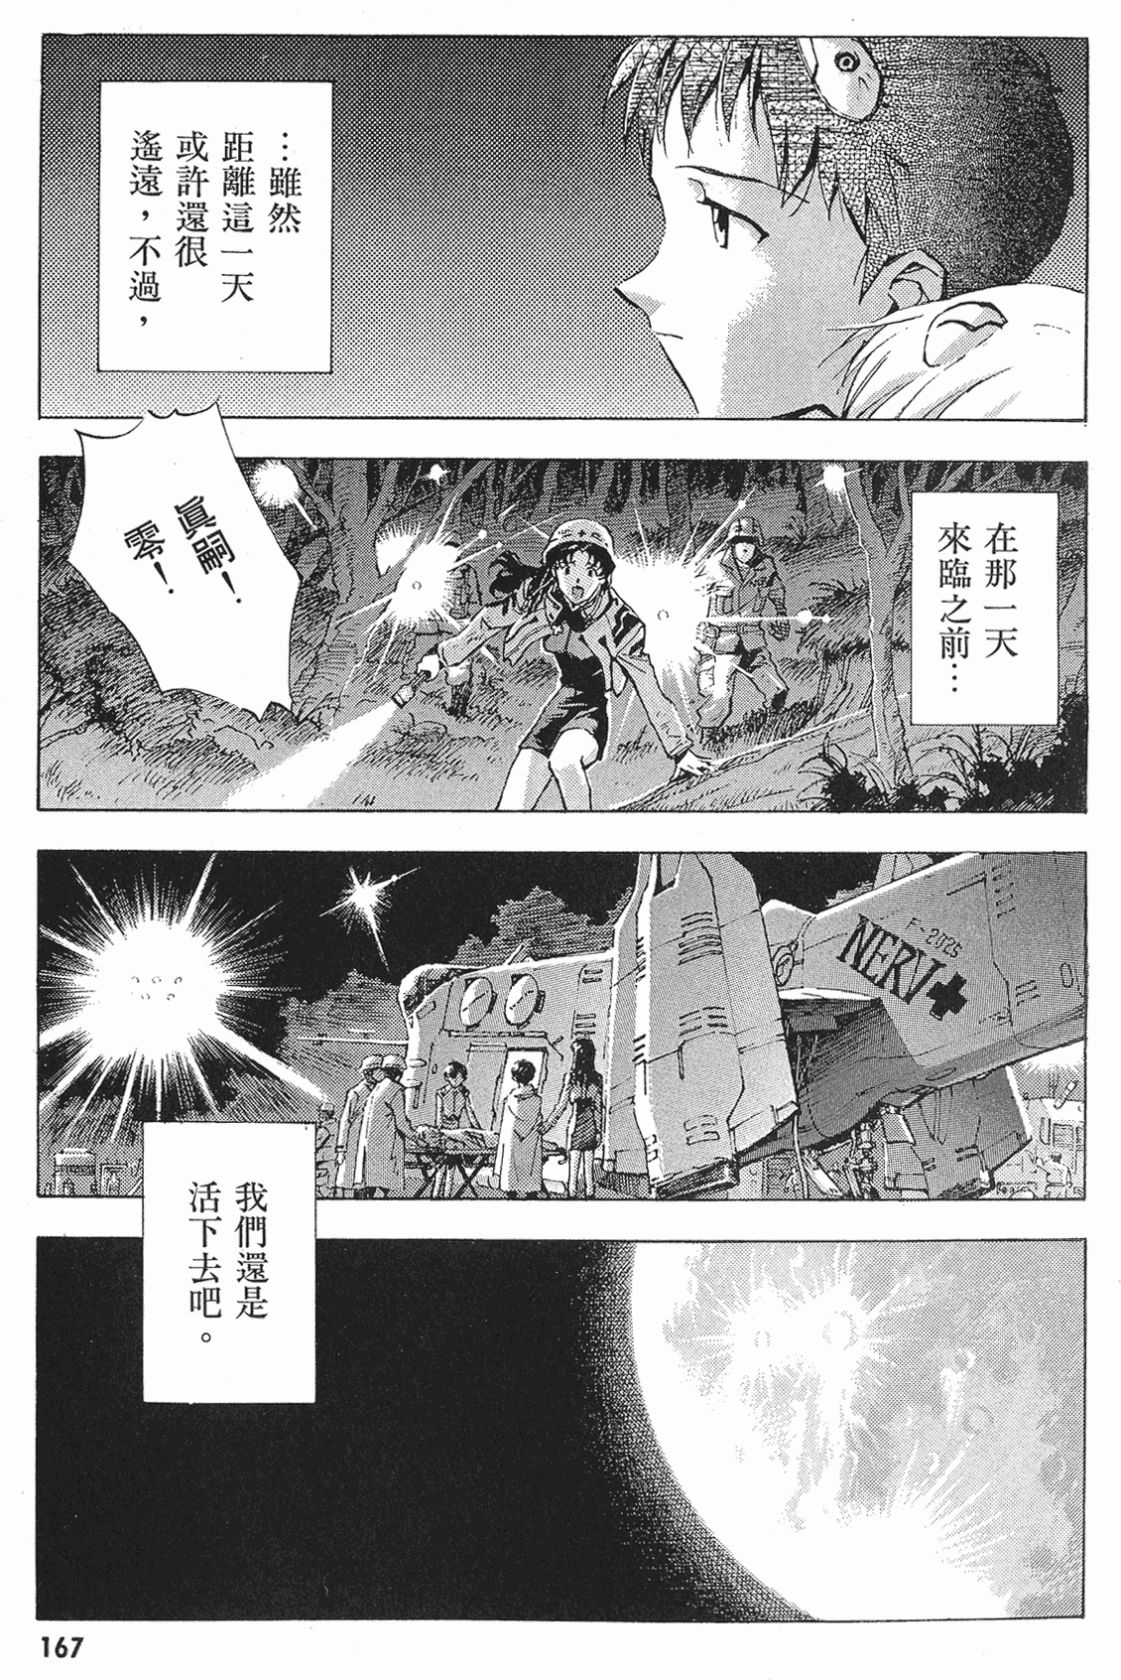 …雖然
距離這一天
或許還很
遙遠，不過，
在那一天
來臨之前…
眞嗣！
零！
F-2025
NERV
我們還是
活下去吧。
167